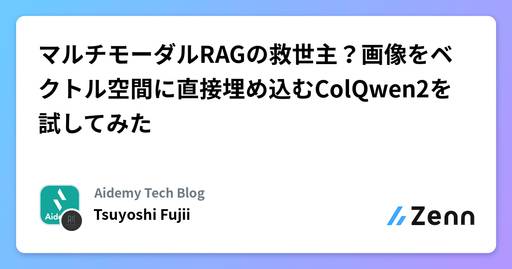 マルチモーダルRAGの救世主？画像をベ
クトル空間に直接埋め込むColQwen2を
試してみた
Aidemy Tech Blog
Tsuyoshi Fujii
Zenn